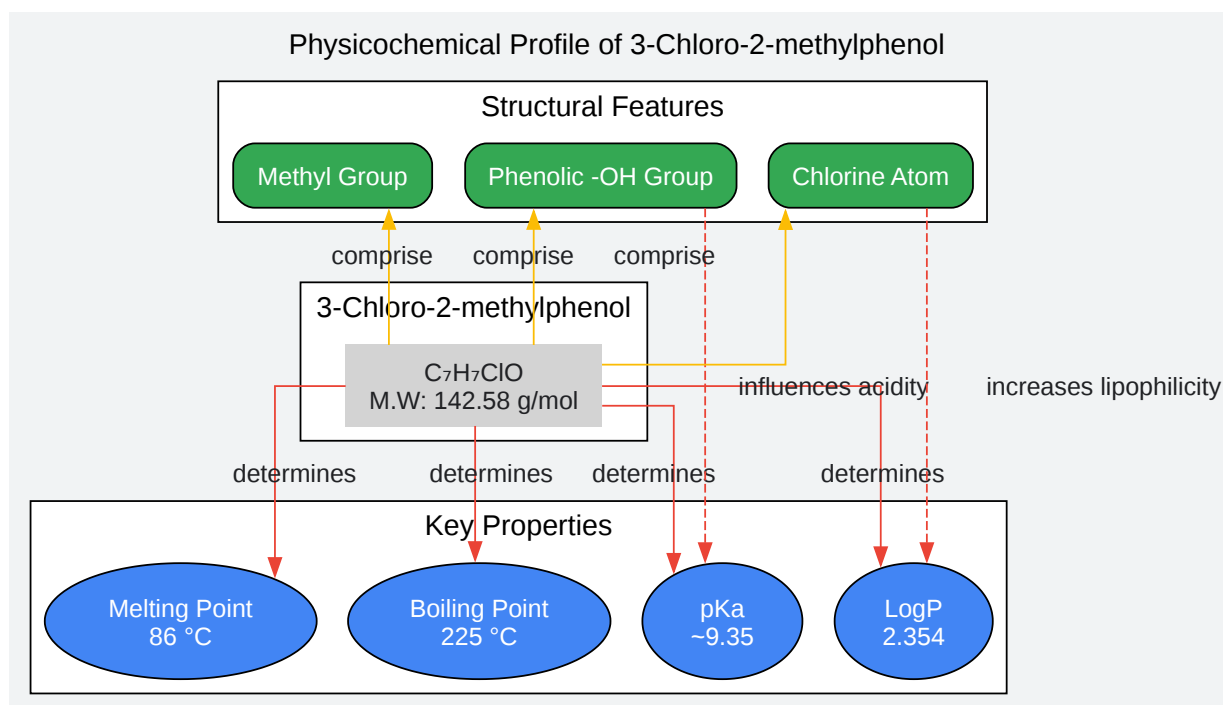 Physicochemical Profile of 3-Chloro-2-methylphenol
Structural Features
Methyl Group
Phenolic -OH Group
Chlorine Atom
comprise
comprise
comprise
3-Chloro-2-methylphenol
C₇H₇ClO
M.W: 142.58 g/mol
influences acidity
increases lipophilicity
determines
determines
determines
determines
Key Properties
Melting Point
86 °C
Boiling Point
225 °C
pKa
~9.35
LogP
2.354